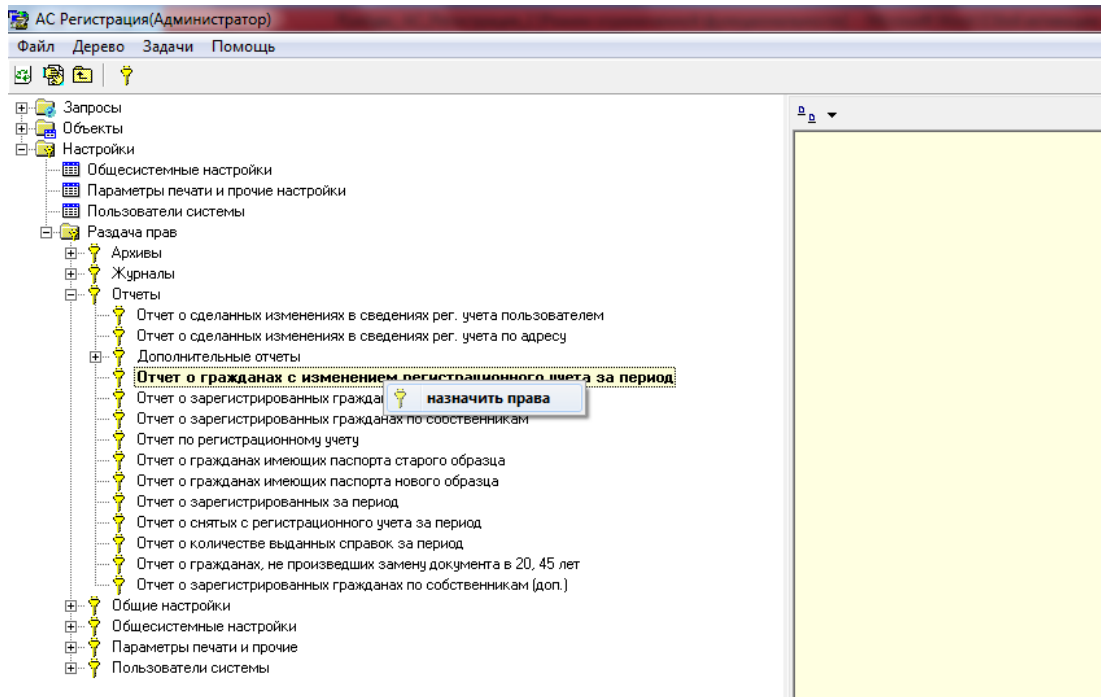 АС Регистрация(Администратор)
Файл Дерево Задачи Помощь
Запросы
Объекты
Настройки
Общесистемные настройки
Параметры печати и прочие настройки
Пользователи системы
Раздача прав
Архивы
Журналы
Отчеты
Отчет о сделанных изменениях в сведениях рег. учета пользователем
Отчет о сделанных изменениях в сведениях рег. учета по адресу
Дополнительные отчеты
Отчет о гражданах с изменением регистрационного учета за период
Отчет о зарегистрированных
назначить права
Отчет о зарегистрированных гражданах по собственникам
Отчет по регистрационному учету
Отчет о гражданах имеющих паспорта старого образца
Отчет о гражданах имеющих паспорта нового образца
Отчет о зарегистрированных за период
Отчет о снятых с регистрационного учета за период
Отчет о количестве выданных справок за период
Отчет о гражданах, не произведших замену документа в 20, 45 лет
Отчет о зарегистрированных гражданах по собственникам (доп.)
Общие настройки
Общесистемные настройки
Параметры печати и прочие
Пользователи системы